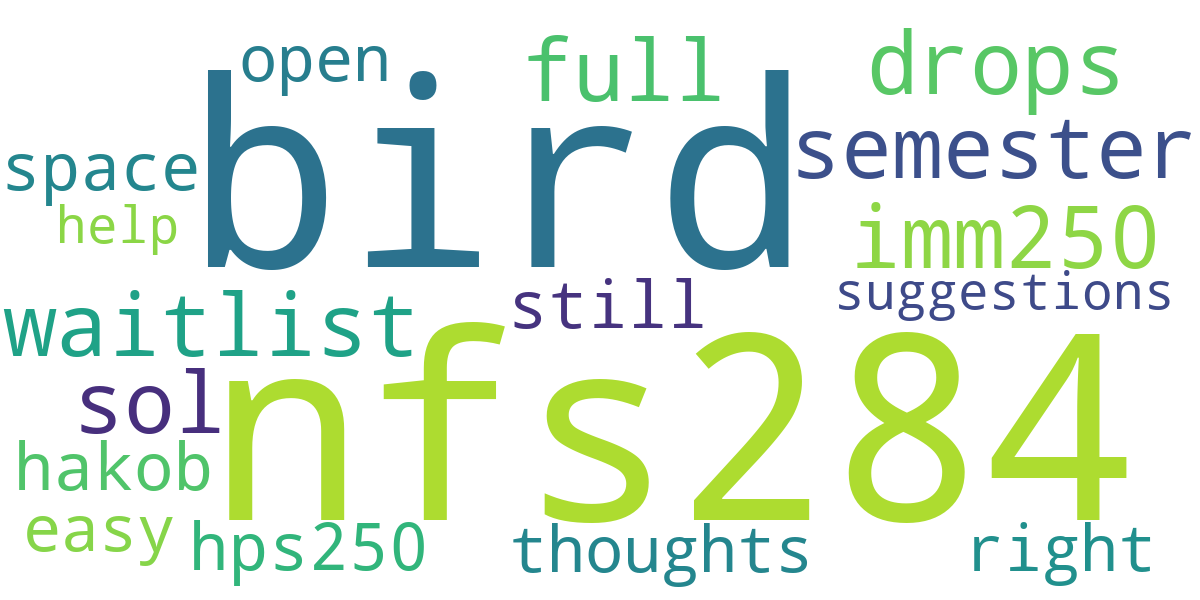 open
full
drops
bird
semester
space
help
imm250
suggestions
waitlist
still
sol
nfs284
hakob
easy
hps250
thoughts
right